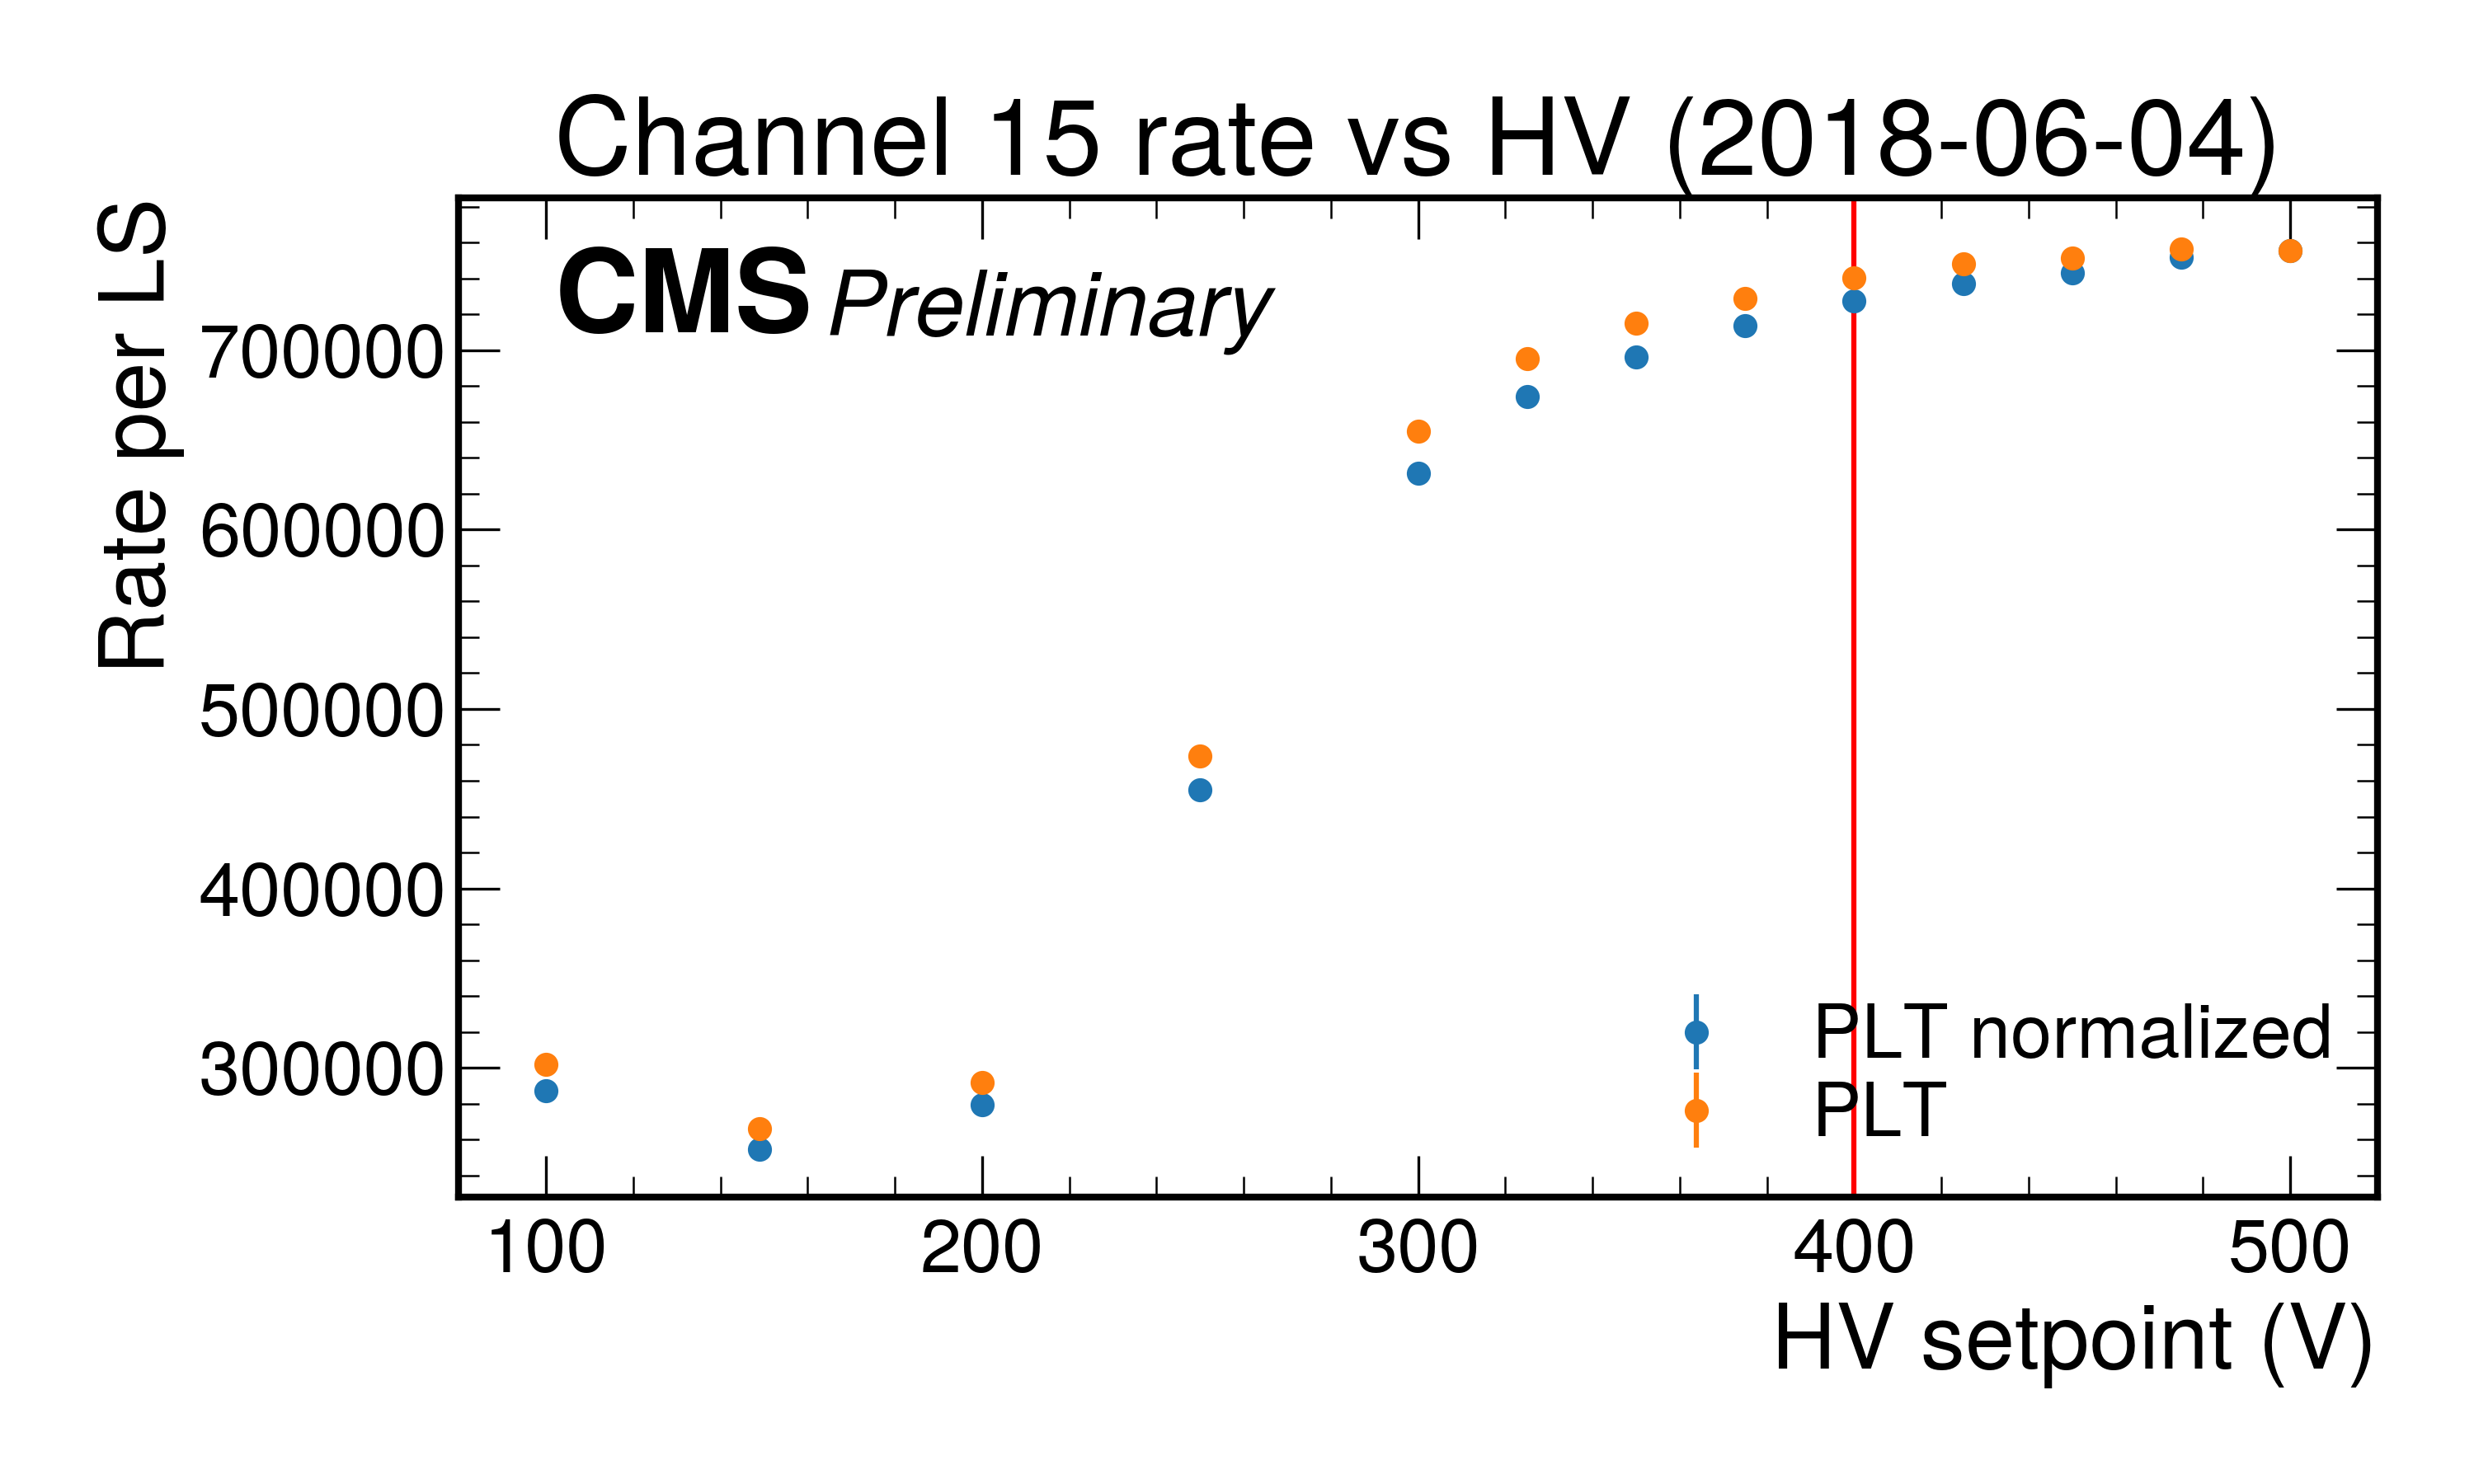 Channel 15 rate vs HV (2018-06-04)
CMS Preliminary
Rate per LS
700000
600000
500000
400000
300000
PLT normalized
PLT
100 200 300 400 500
HV setpoint (V)